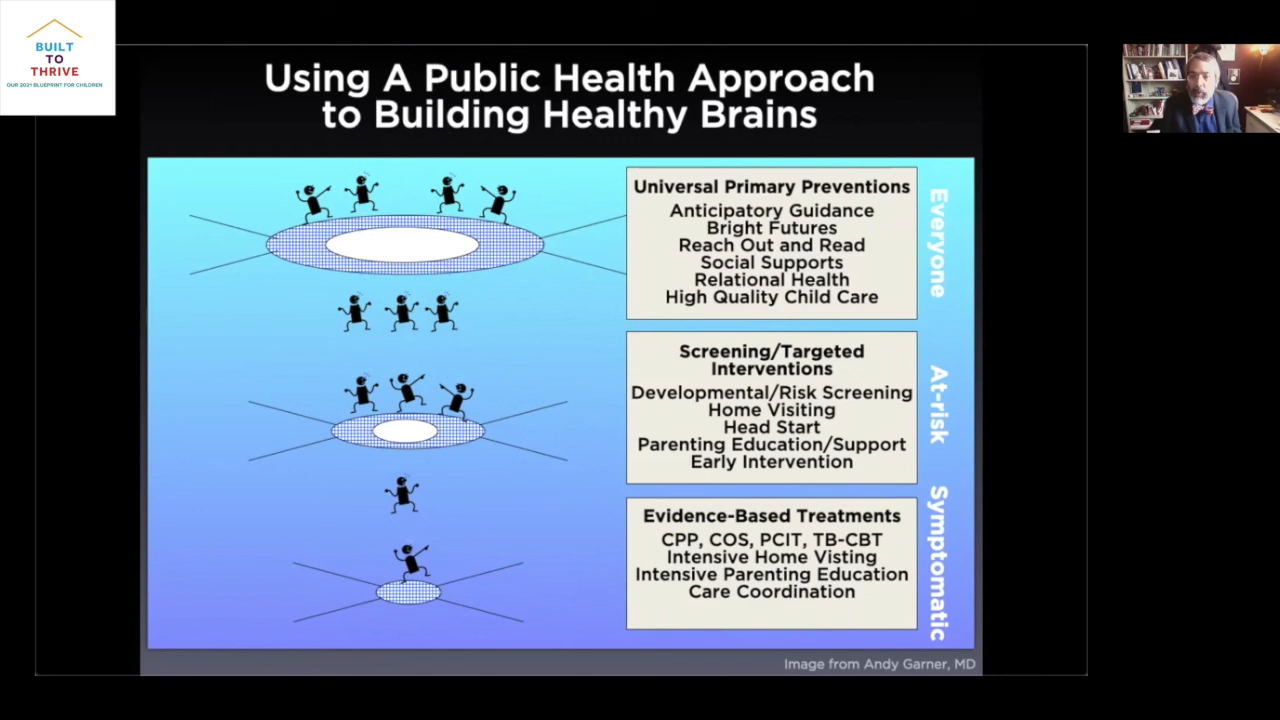 BUILT
TO
THRIVE
OUR 2021 BLUEPRINT FOR CHILDREN
Using A Public Health Approach
to Building Healthy Brains
Universal Primary Preventions
Anticipatory Guidance
Bright Futures
Reach Out and Read
Social Supports
Relational Health
High Quality Child Care
Everyone
Screening/Targeted
Interventions
Developmental/Risk Screening
Home Visiting
Head Start
Parenting Education/Support
Early Intervention
At-risk
Evidence-Based Treatments
CPP, COS, PCIT, TB-CBT
Intensive Home Visting
Intensive Parenting Education
Care Coordination
Symptomatic
Image from Andy Garner, MD